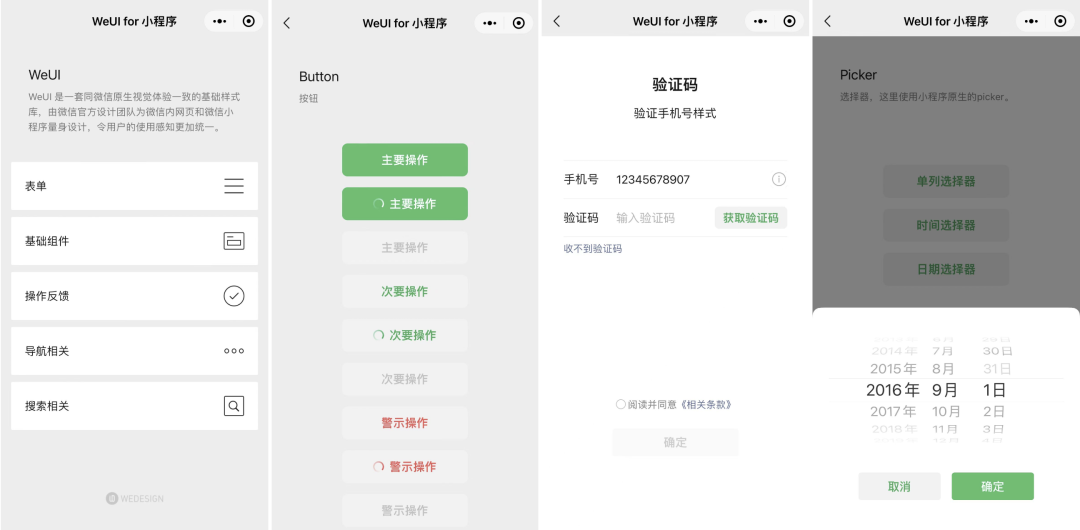 WeUI for 小程序
WeUI
WeUI 是一套同微信原生视觉体验一致的基础样式
库，由微信官方设计团队为微信内网页和微信小
程序量身设计，令用户的使用感知更加统一。
表单
基础组件
操作反馈
导航相关
搜索相关
WEDESIGN
WeUI for 小程序
Button
按钮
主要操作
主要操作
主要操作
次要操作
次要操作
次要操作
警示操作
警示操作
警示操作
WeUI for 小程序
验证码
验证手机号样式
手机号 12345678907
验证码 输入验证码 获取验证码
收不到验证码
阅读并同意《相关条款》
确定
WeUI for 小程序
Picker
选择器，这里使用小程序原生的picker。
单列选择器
时间选择器
日期选择器
2014年 7月 30日
2015年 8月 31日
2016年 9月 1日
2017年 10月 2日
2018年 11月 3日
取消 确定